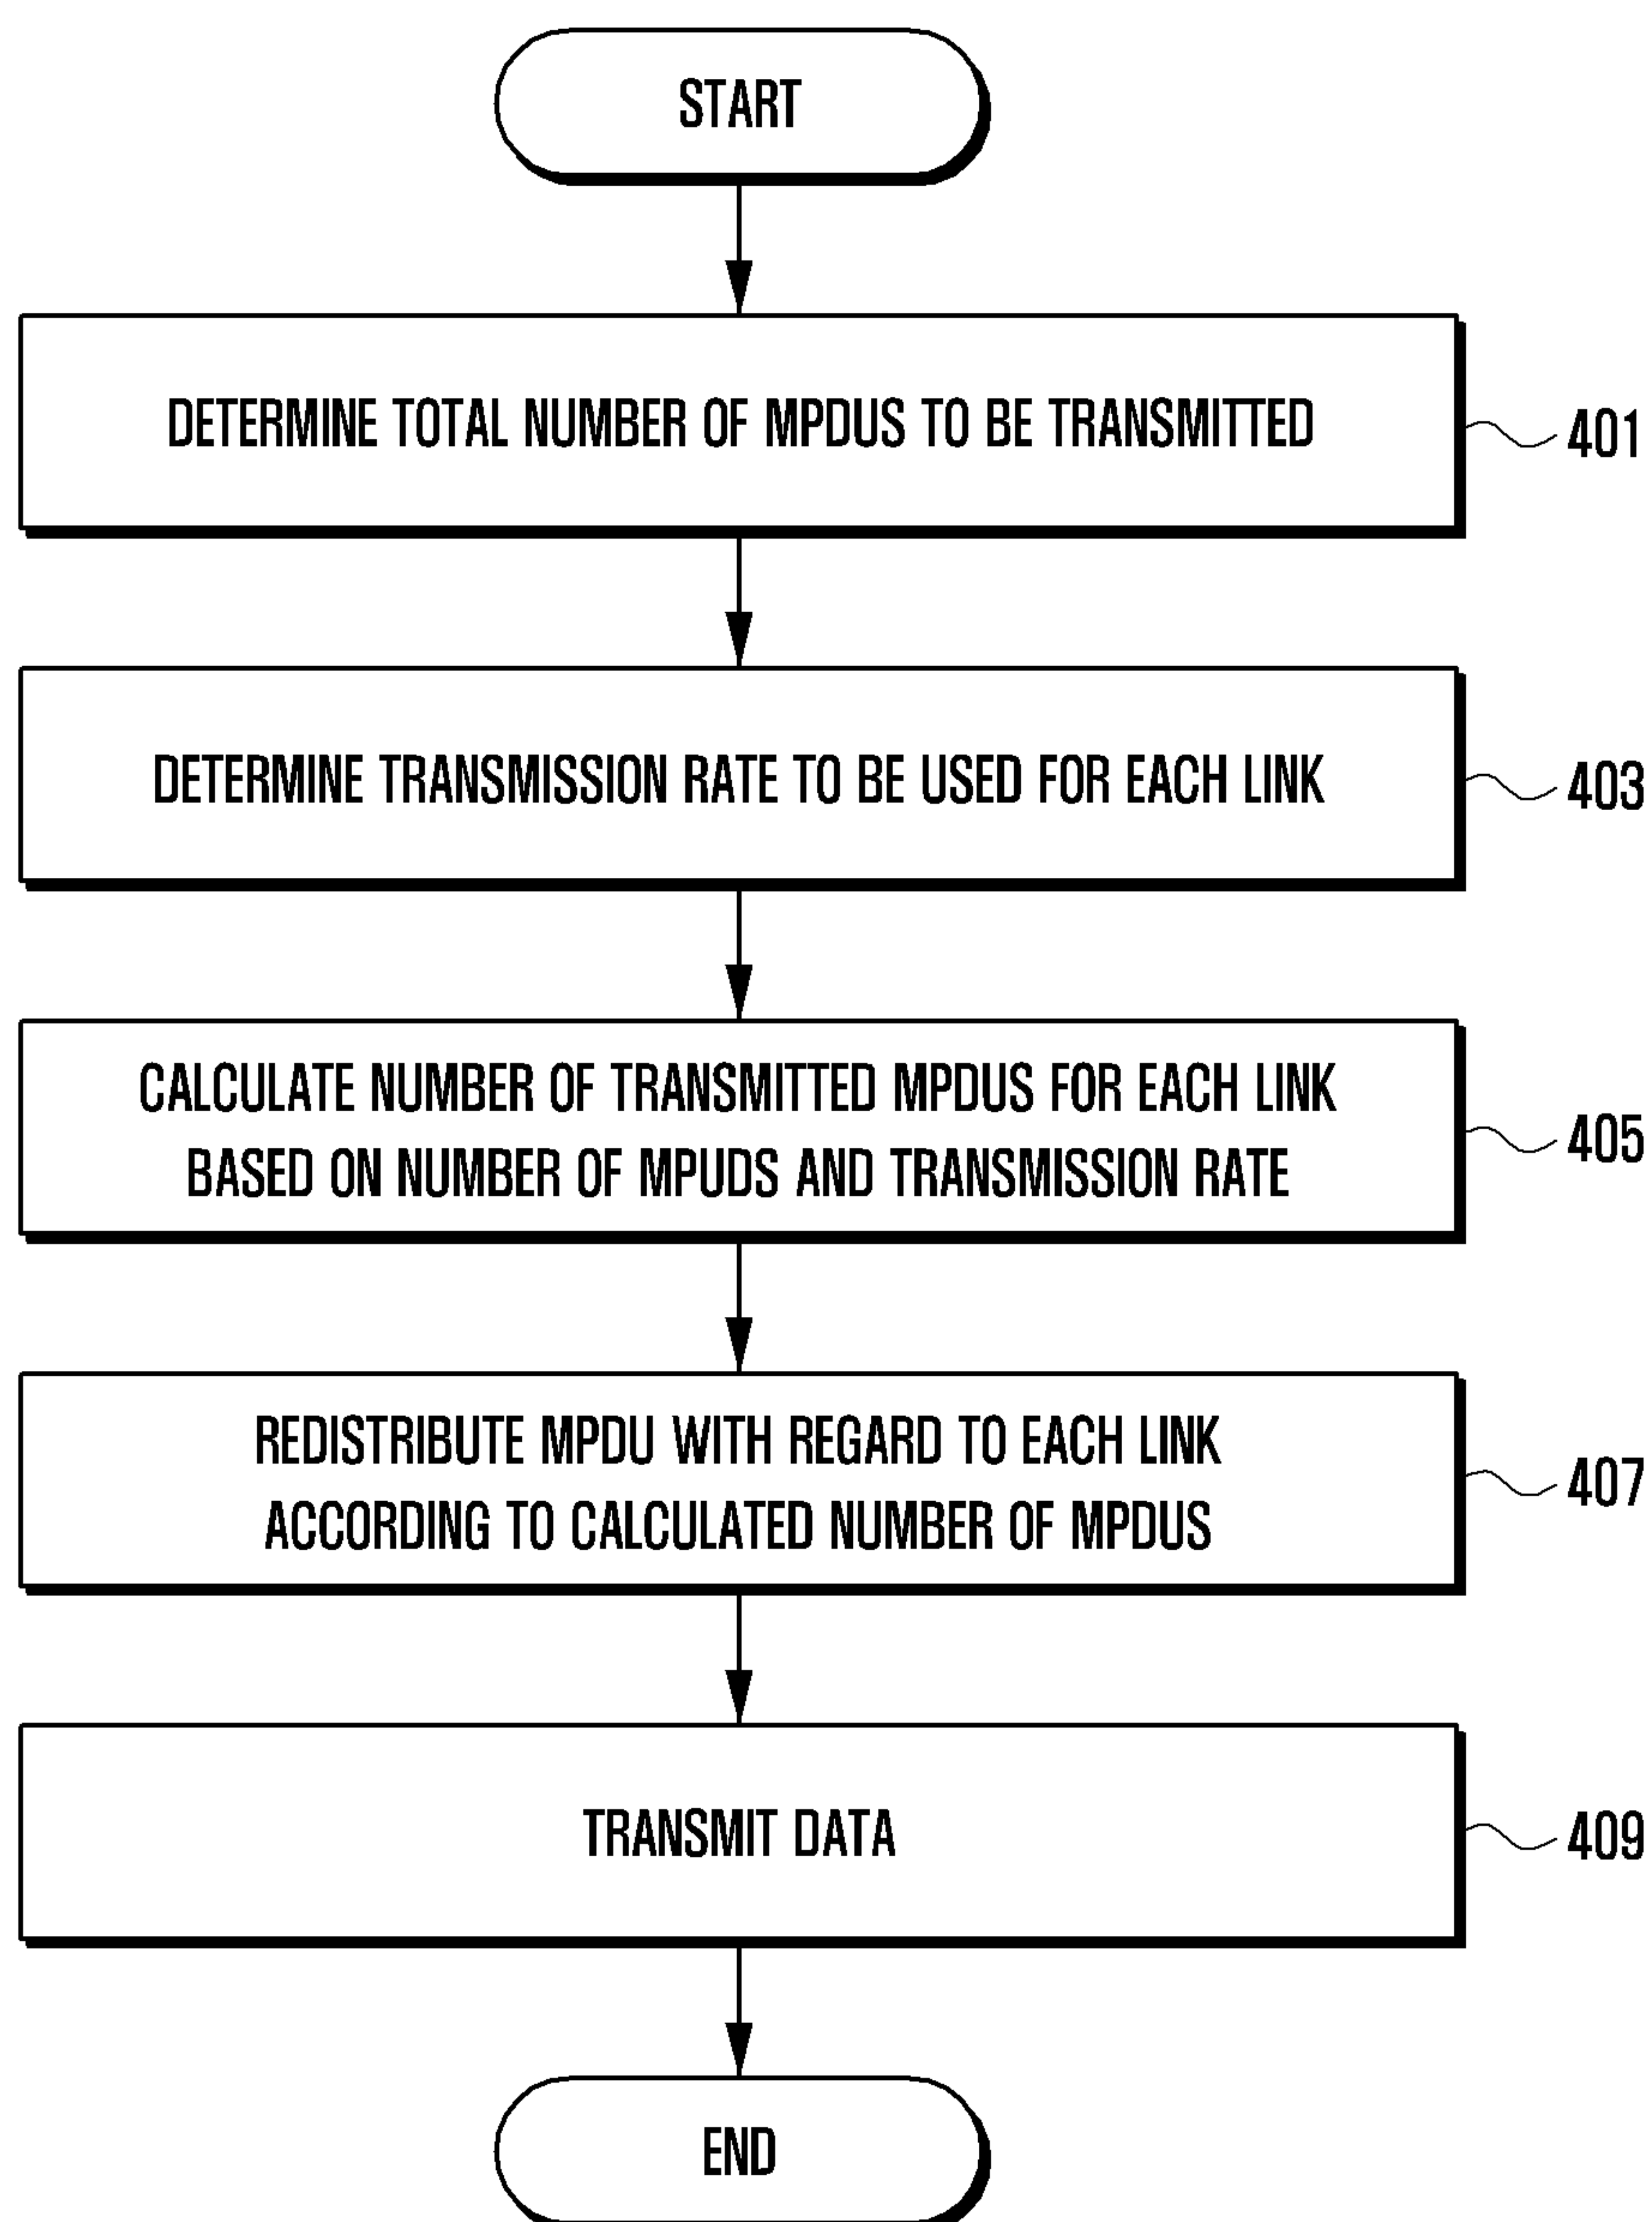 START
DETERMINE TOTAL NUMBER OF MPDUS TO BE TRANSMITTED
401
DETERMINE TRANSMISSION RATE TO BE USED FOR EACH LINK
403
CALCULATE NUMBER OF TRANSMITTED MPDUS FOR EACH LINK
BASED ON NUMBER OF MPUDS AND TRANSMISSION RATE
405
REDISTRIBUTE MPDU WITH REGARD TO EACH LINK
ACCORDING TO CALCULATED NUMBER OF MPDUS
407
TRANSMIT DATA
409
END